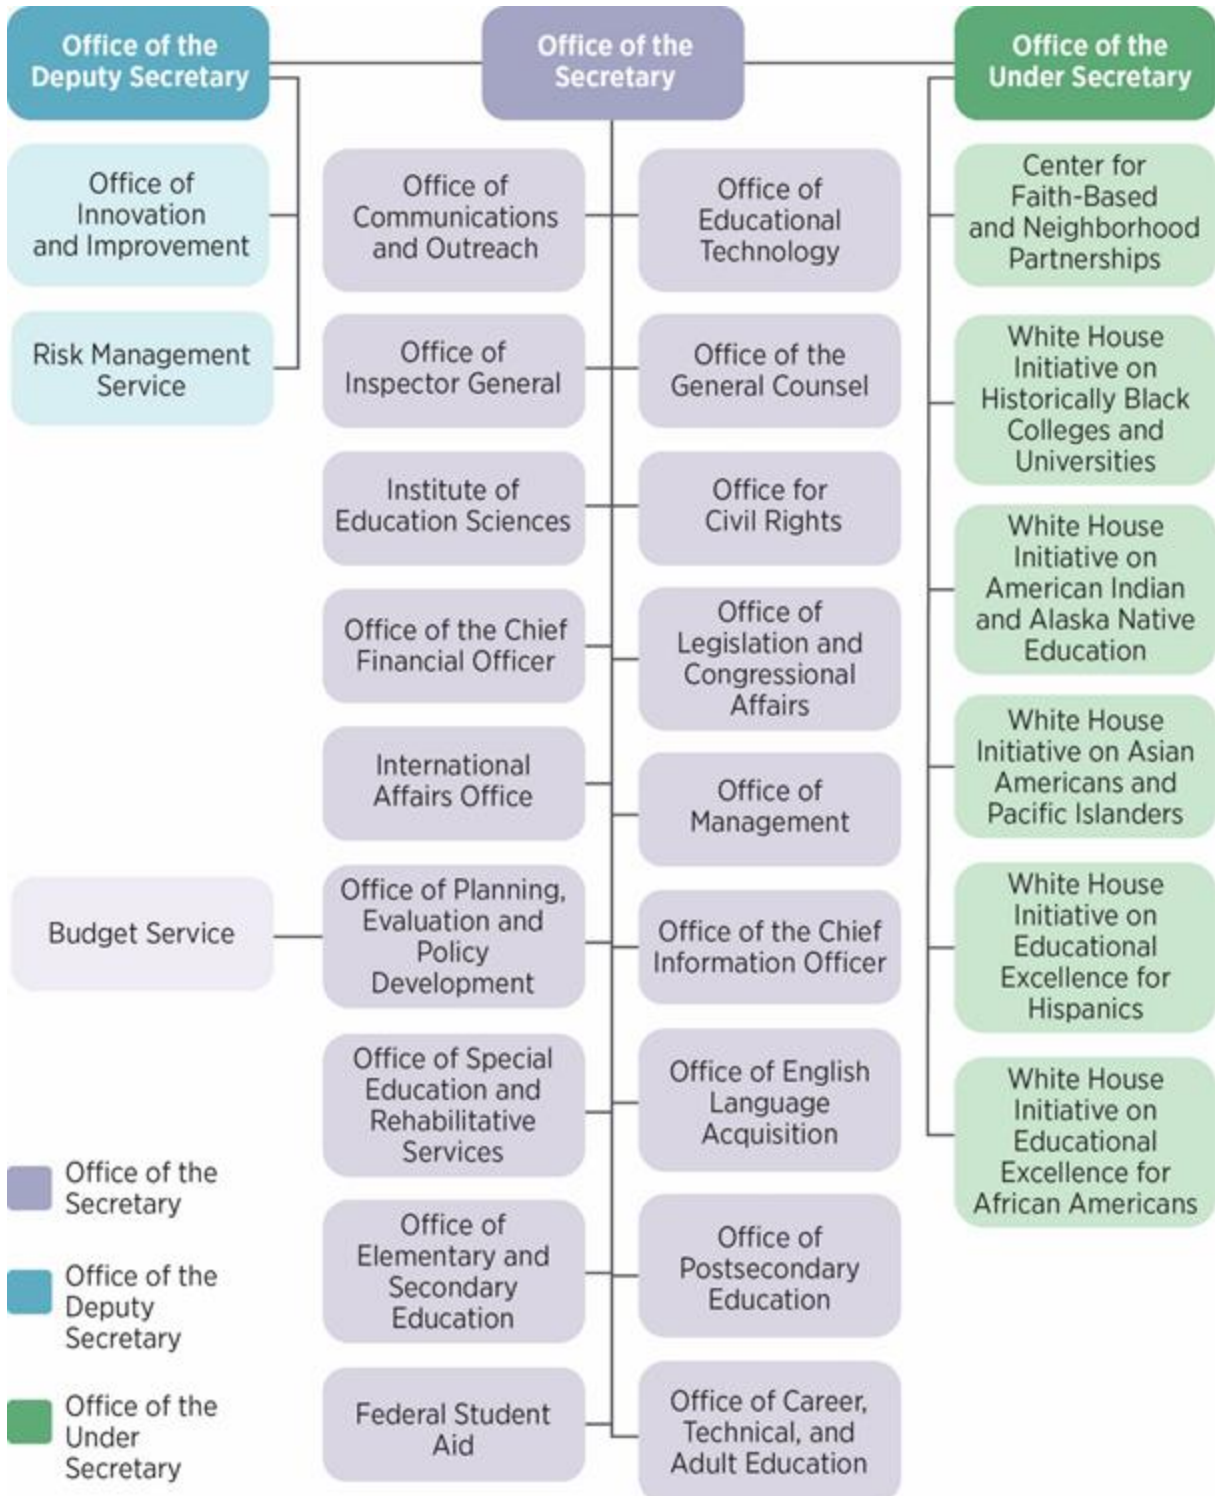 Office of the
Deputy Secretary
Office of the
Secretary
Office of the
Under Secretary
Office of
Innovation
and Improvement
Risk Management
Service
Office of
Communications
and Outreach
Office of
Educational
Technology
Office of
Inspector General
Office of the
General Counsel
Institute of
Education Sciences
Office for
Civil Rights
Office of the Chief
Financial Officer
Office of
Legislation and
Congressional
Affairs
International
Affairs Office
Office of
Management
Budget Service
Office of Planning,
Evaluation and
Policy
Development
Office of the Chief
Information Officer
Office of Special
Education and
Rehabilitative
Services
Office of English
Language
Acquisition
Office of
Elementary and
Secondary
Education
Office of
Postsecondary
Education
Federal Student
Aid
Office of Career,
Technical, and
Adult Education
Center for
Faith-Based
and Neighborhood
Partnerships
White House
Initiative on
Historically Black
Colleges and
Universities
White House
Initiative on
American Indian
and Alaska Native
Education
White House
Initiative on Asian
Americans and
Pacific Islanders
White House
Initiative on
Educational
Excellence for
Hispanics
White House
Initiative on
Educational
Excellence for
African Americans
Office of the
Secretary
Office of the
Deputy
Secretary
Office of the
Under
Secretary